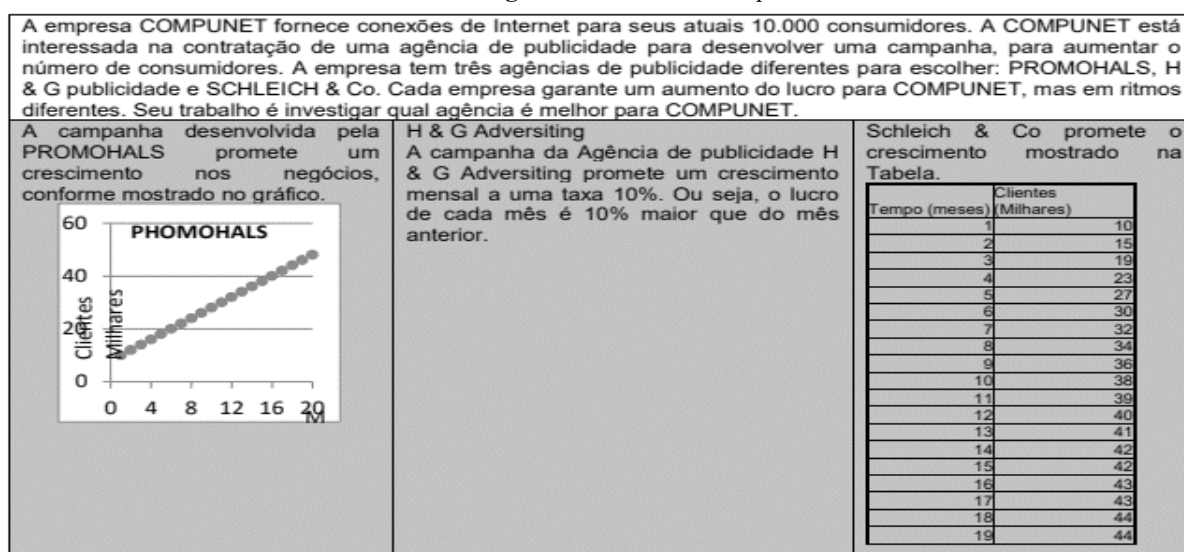 A empresa COMPUNET fornece conexões de Internet para seus atuais 10.000 consumidores. A COMPUNET está
interessada na contratação de uma agência de publicidade para desenvolver uma campanha, para aumentar o
número de consumidores. A empresa tem três agências de publicidade diferentes para escolher: PROMOHALS, H
& G publicidade e SCHLEICH & Co. Cada empresa garante um aumento do lucro para COMPUNET, mas em ritmos
diferentes. Seu trabalho é investigar qual agência é melhor para COMPUNET.
A campanha desenvolvida pela
PROMOHALS promete um
crescimento nos negócios,
conforme mostrado no gráfico.
60
PHOMOHALS
40
20
0
Clientes
Milhares
0 4 8 12 16 20
M
H & G Adversiting
A campanha da Agência de publicidade H
& G Adversiting promete um crescimento
mensal a uma taxa 10%. Ou seja, o lucro
de cada mês é 10% maior que do mês
anterior.
Schleich & Co promete o
crescimento mostrado na
Tabela.
Clientes
Tempo (meses) (Milhares)
1 10
2 15
3 19
4 23
5 27
6 30
7 32
8 34
9 36
10 38
11 39
12 40
13 41
14 42
15 42
16 43
17 43
18 44
19 44